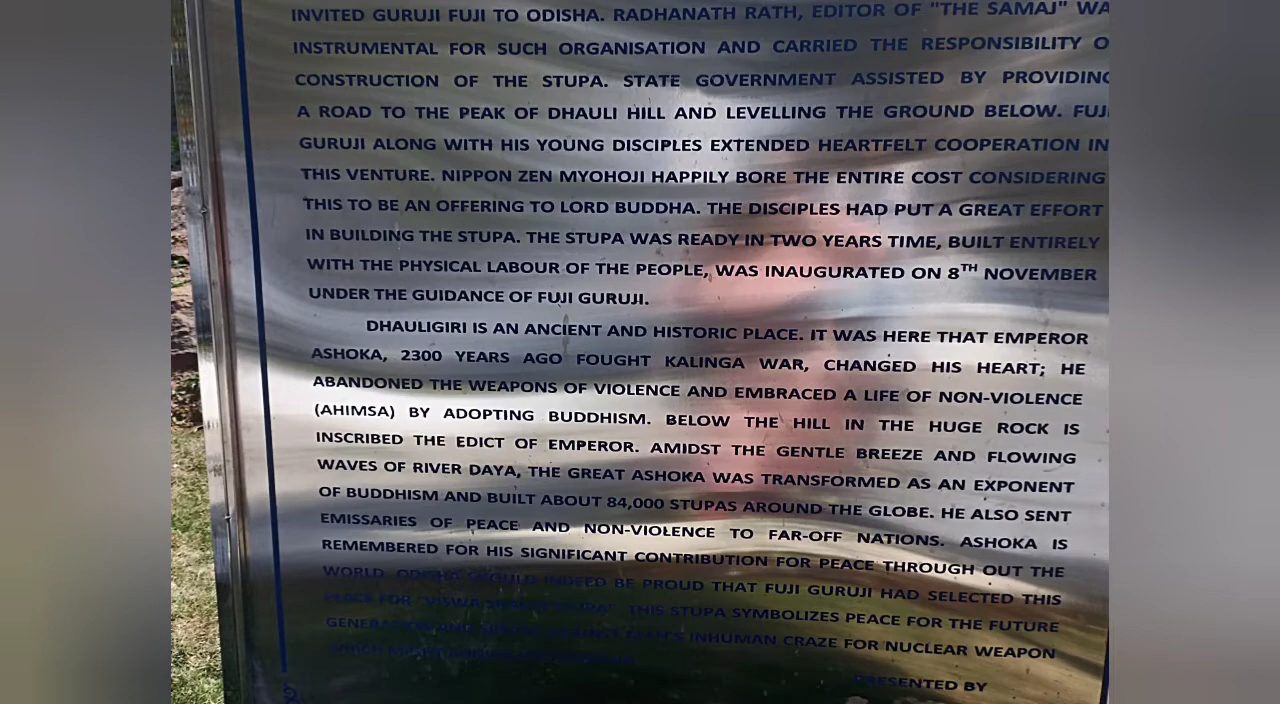 INVITED GURUJI FUJI TO ODISHA. RADHANATH RATH, EDITOR OF "THE SAMAJ" WA
INSTRUMENTAL FOR SUCH ORGANISATION AND CARRIED THE RESPONSIBILITY O
CONSTRUCTION OF THE STUPA. STATE GOVERNMENT ASSISTED BY PROVIDING
A ROAD TO THE PEAK OF DHAULI HILL AND LEVELLING THE GROUND BELOW. FUJI
GURUJI ALONG WITH HIS YOUNG DISCIPLES EXTENDED HEARTFELT COOPERATION IN
THIS VENTURE. NIPPON ZEN MYOHOJI HAPPILY BORE THE ENTIRE COST CONSIDERING
THIS TO BE AN OFFERING TO LORD BUDDHA. THE DISCIPLES HAD PUT A GREAT EFFORT
IN BUILDING THE STUPA. THE STUPA WAS READY IN TWO YEARS TIME, BUILT ENTIRELY
WITH THE PHYSICAL LABOUR OF THE PEOPLE, WAS INAUGURATED ON 8TH NOVEMBER
UNDER THE GUIDANCE OF FUJI GURUJI.
DHAULIGIRI IS AN ANCIENT AND HISTORIC PLACE. IT WAS HERE THAT EMPEROR
ASHOKA, 2300 YEARS AGO FOUGHT KALINGA WAR, CHANGED HIS HEART; HE
ABANDONED THE WEAPONS OF VIOLENCE AND EMBRACED A LIFE OF NON-VIOLENCE
(AHIMSA) BY ADOPTING BUDDHISM. BELOW THE HILL IN THE HUGE ROCK IS
INSCRIBED THE EDICT OF EMPEROR. AMIDST THE GENTLE BREEZE AND FLOWING
WAVES OF RIVER DAYA, THE GREAT ASHOKA WAS TRANSFORMED AS AN EXPONENT
OF BUDDHISM AND BUILT ABOUT 84,000 STUPAS AROUND THE GLOBE. HE ALSO SENT
EMISSARIES OF PEACE AND NON-VIOLENCE TO FAR-OFF NATIONS. ASHOKA IS
REMEMBERED FOR HIS SIGNIFICANT CONTRIBUTION FOR PEACE THROUGH OUT THE
WORLD. ODISHA SHOULD INDEED BE PROUD THAT FUJI GURUJI HAD SELECTED THIS
PLACE FOR THIS STUPA SYMBOLIZES PEACE FOR THE FUTURE
GENERATION AND INHUMAN CRAZE FOR NUCLEAR WEAPON
PRESENTED BY